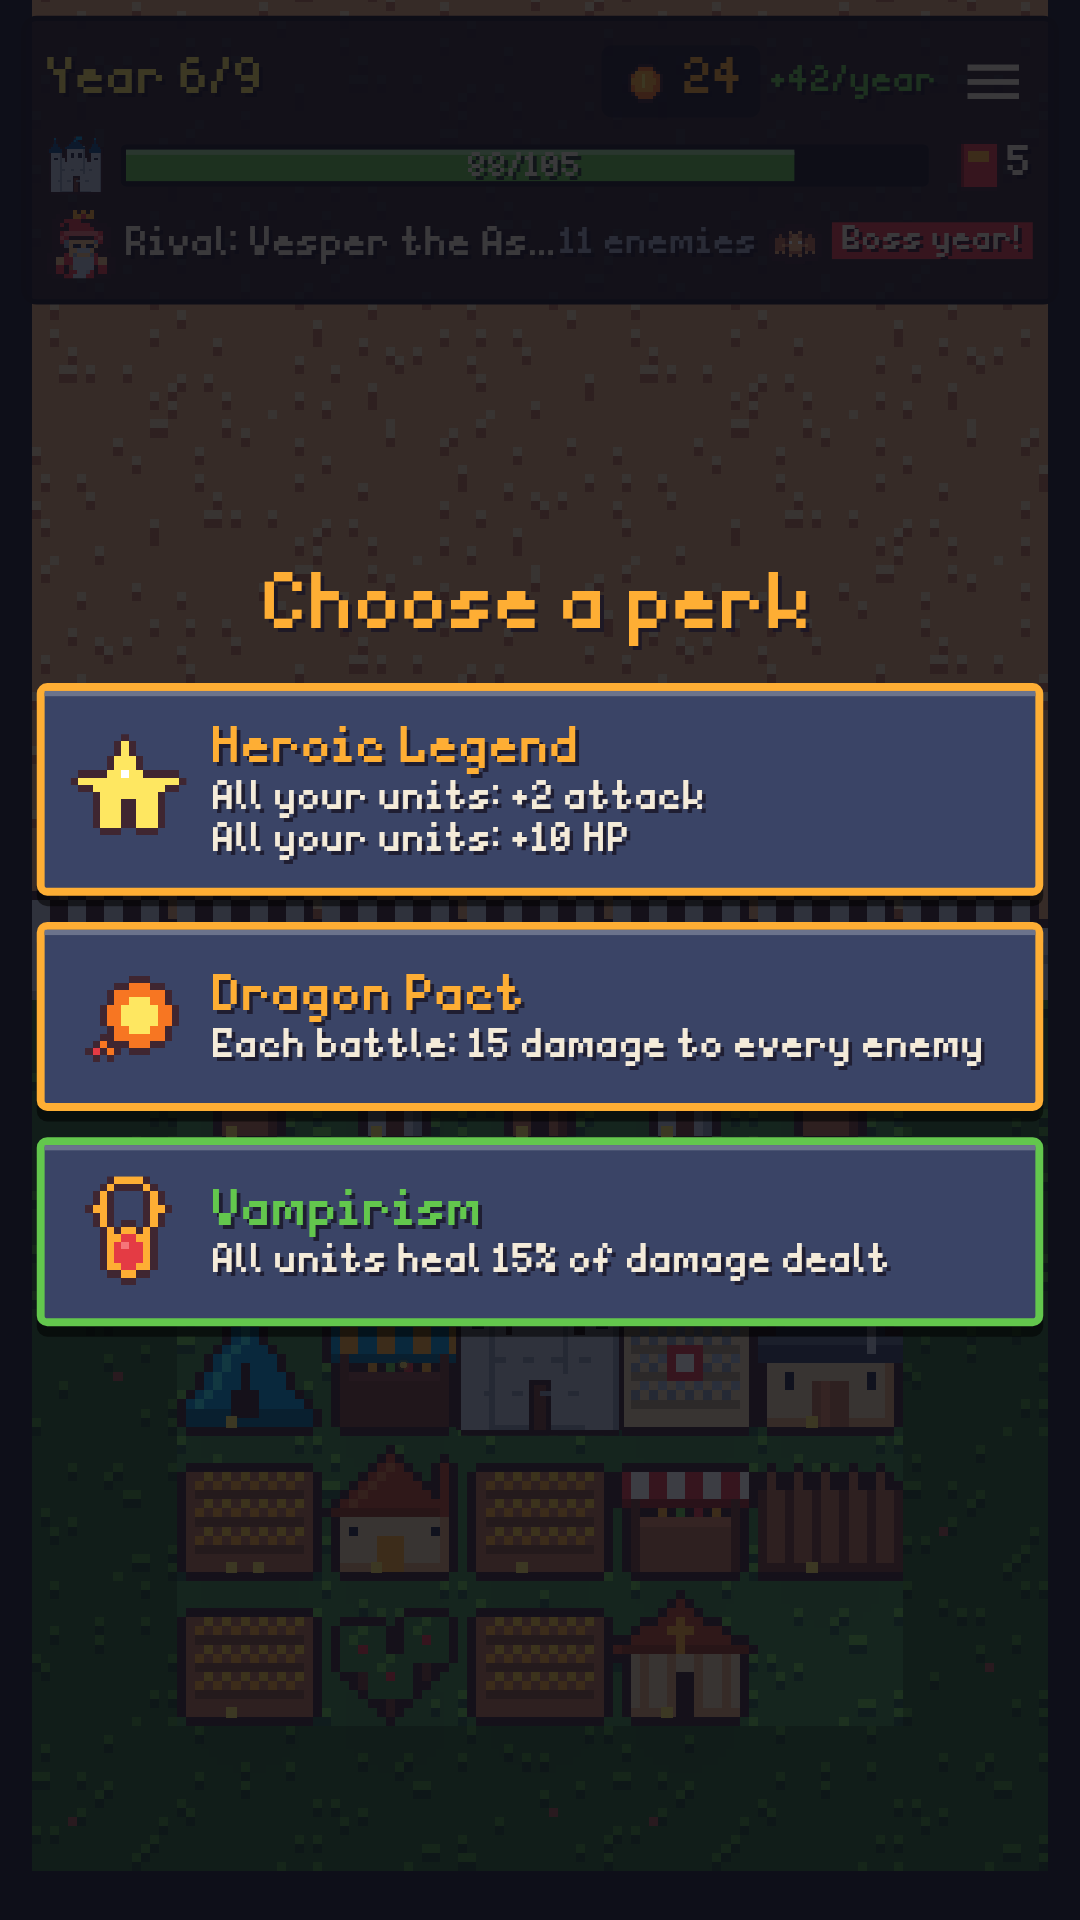 Year 6/9
24
+42/year
88/105
5
Rival: Vesper the As...
11 enemies
Boss year!
Choose a perk
Heroic Legend
All your units: +2 attack
All your units: +10 HP
Dragon Pact
Each battle: 15 damage to every enemy
Vampirism
All units heal 15% of damage dealt